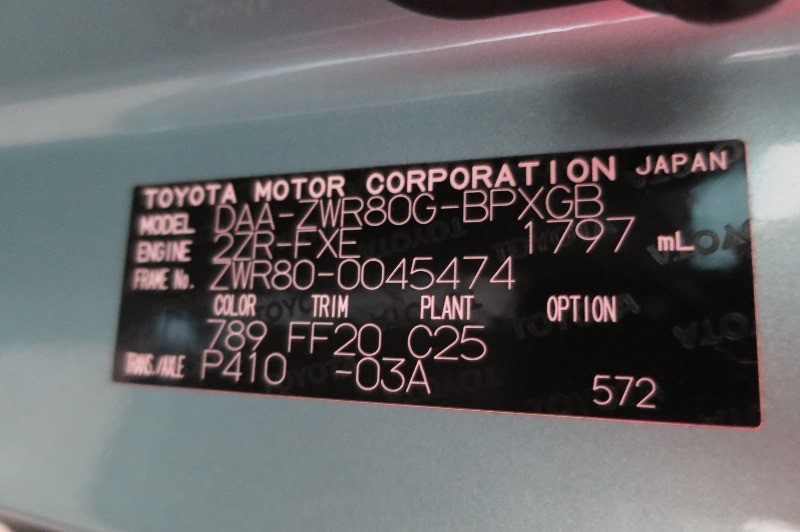 TOYOTA MOTOR CORPORATION JAPAN
MODEL DAA-ZWR80G-BPXGB
ENGINE 2ZR-FXE 1797 mL
FRAME No. ZWR80-0045474
COLOR TRIM PLANT OPTION
789 FF20 C25
TRANS./AXLE P410 -03A
572